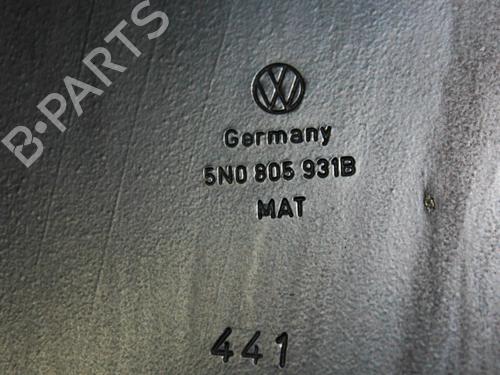 B·PARTS
Germany
5N0 805 931B
MAT
441